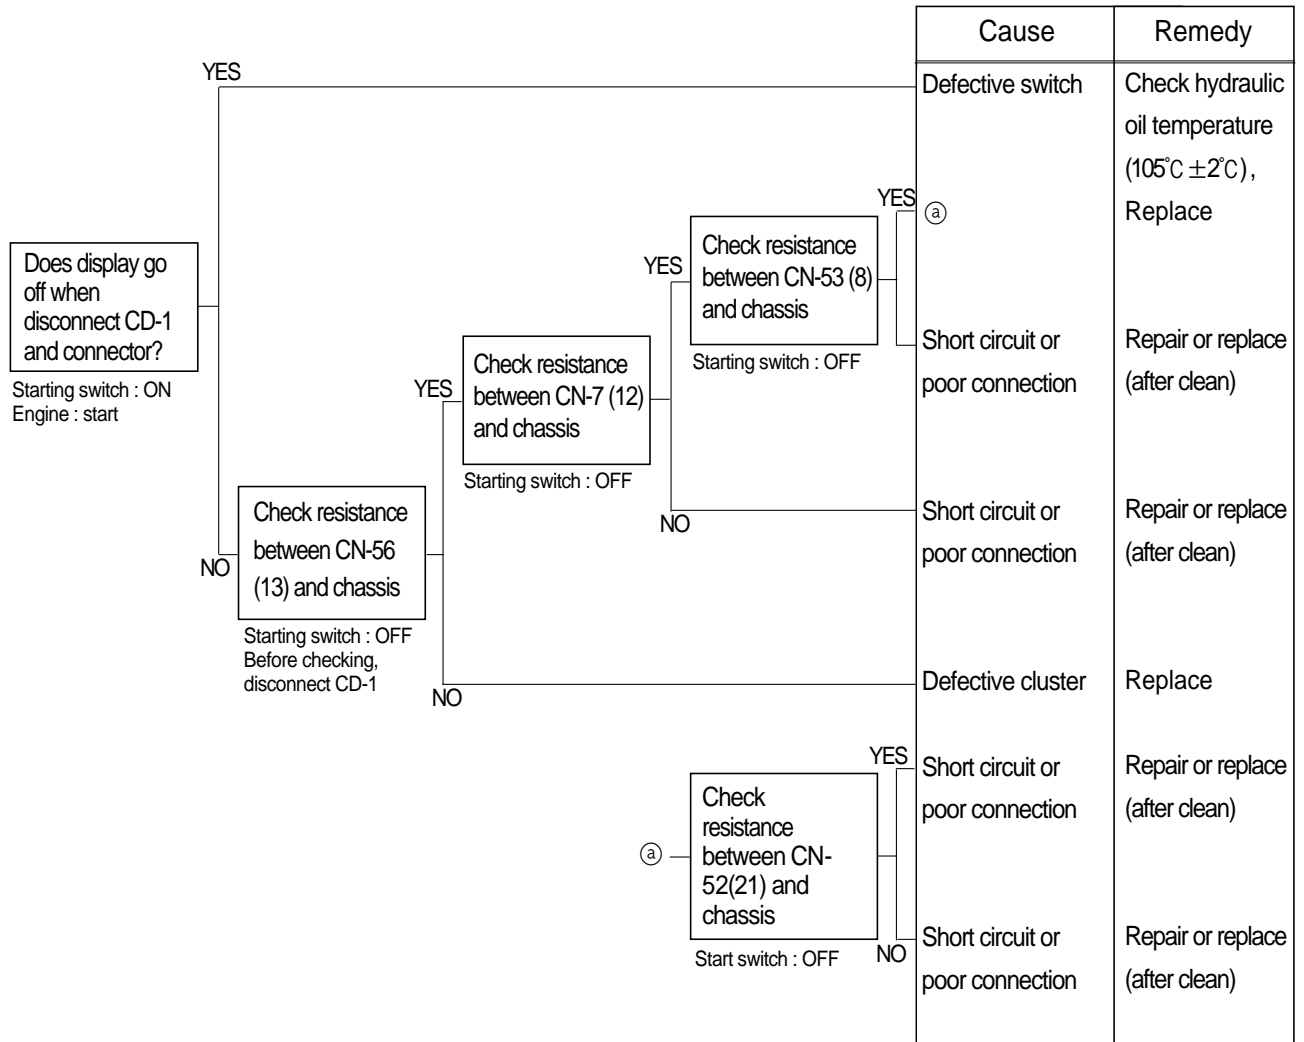 Cause
Remedy
YES
Defective switch
Check hydraulic
oil temperature
(105℃ ±2℃),
Replace
YES
ⓐ
Check resistance
between CN-53 (8)
and chassis
Starting switch : OFF
YES
Does display go
off when
disconnect CD-1
and connector?
Starting switch : ON
Engine : start
Short circuit or
poor connection
Repair or replace
(after clean)
Check resistance
between CN-7 (12)
and chassis
Starting switch : OFF
YES
NO
Short circuit or
poor connection
Repair or replace
(after clean)
Check resistance
between CN-56
(13) and chassis
Starting switch : OFF
Before checking,
disconnect CD-1
NO
NO
Defective cluster
Replace
YES
Short circuit or
poor connection
Repair or replace
(after clean)
ⓐ
Check
resistance
between CN-
52(21) and
chassis
Start switch : OFF
NO
Short circuit or
poor connection
Repair or replace
(after clean)